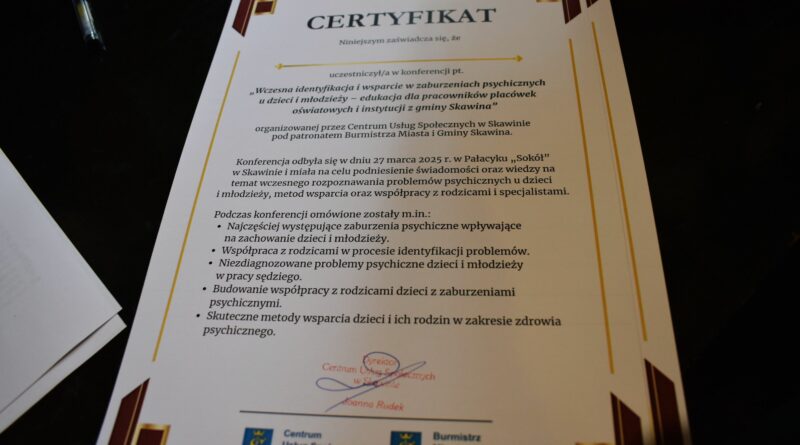 CERTYFIKAT
Niniejszym zaświadcza się, że
uczestniczył/a w konferencji pt.
„Wczesna identyfikacja i wsparcie w zaburzeniach psychicznych
u dzieci i młodzieży – edukacja dla pracowników placówek
oświatowych i instytucji z gminy Skawina”
organizowanej przez Centrum Usług Społecznych w Skawinie
pod patronatem Burmistrza Miasta i Gminy Skawina.
Konferencja odbyła się w dniu 27 marca 2025 r. w Pałacyku „Sokół”
w Skawinie i miała na celu podniesienie świadomości oraz wiedzy na
temat wczesnego rozpoznawania problemów psychicznych u dzieci
i młodzieży, metod wsparcia oraz współpracy z rodzicami i specjalistami.
Podczas konferencji omówione zostały m.in.:
• Najczęściej występujące zaburzenia psychiczne wpływające
na zachowanie dzieci i młodzieży.
• Współpraca z rodzicami w procesie identyfikacji problemów.
• Niezdiagnozowane problemy psychiczne dzieci i młodzieży
w pracy sędziego.
• Budowanie współpracy z rodzicami dzieci z zaburzeniami
psychicznymi.
• Skuteczne metody wsparcia dzieci i ich rodzin w zakresie zdrowia
psychicznego.
Dyrektor
Centrum Usług Społecznych
w Skawinie
Joanna Rudek
Centrum
Burmistrz